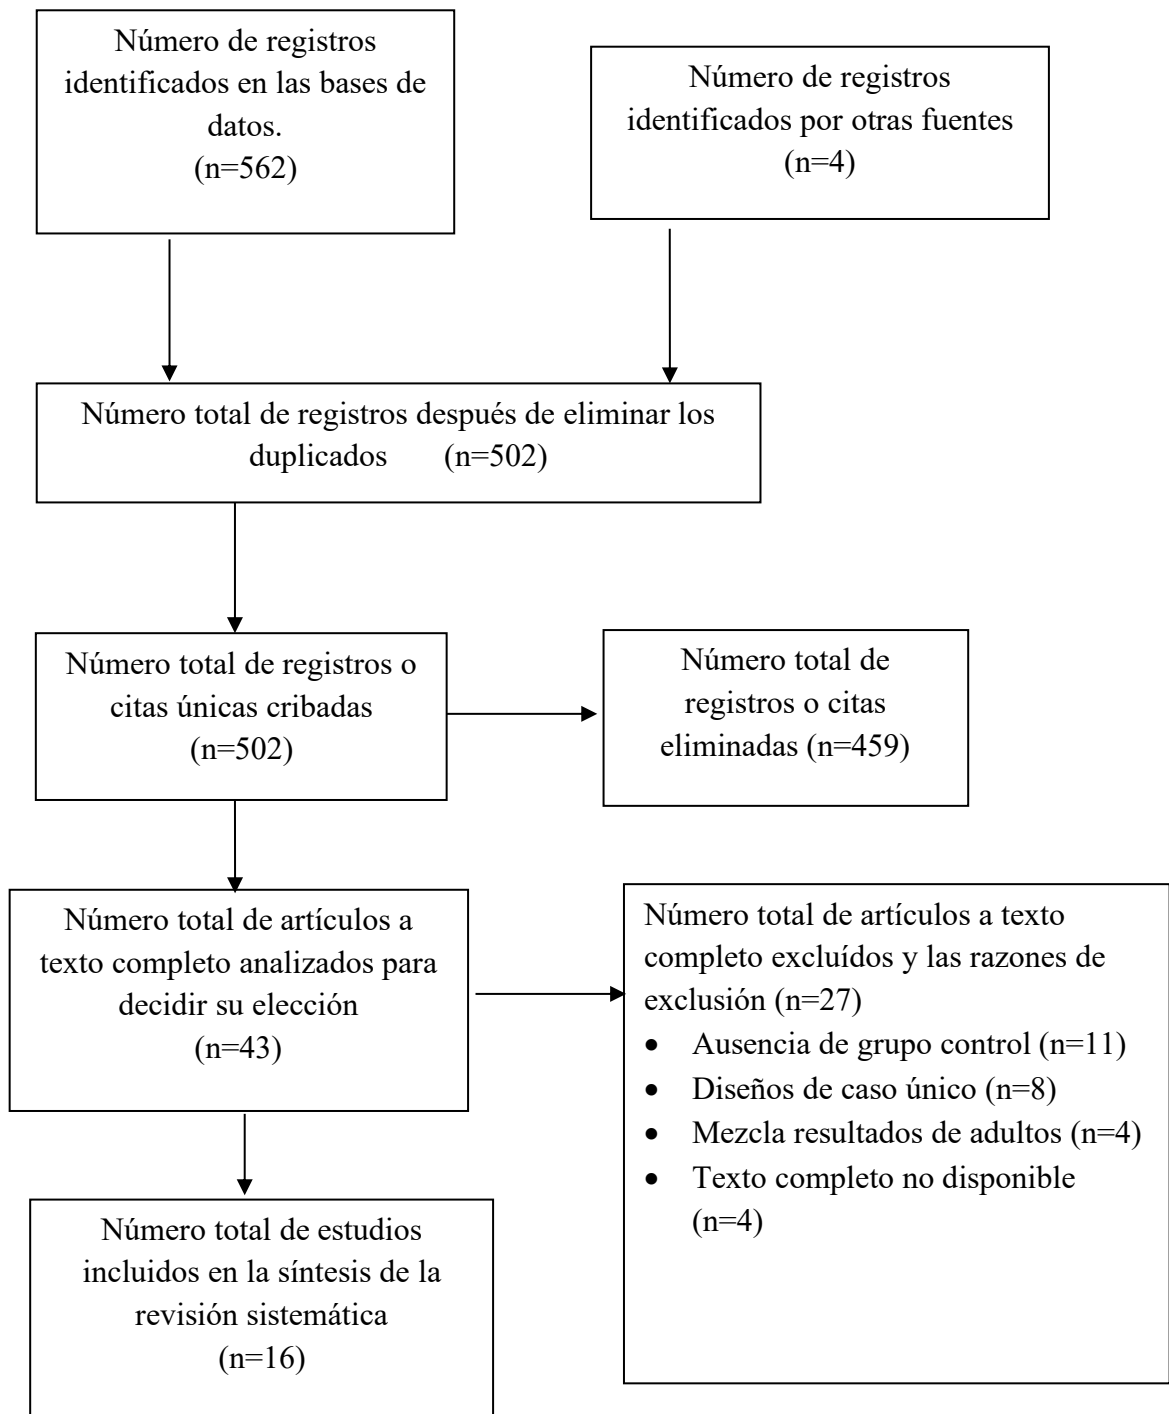 Número de registros
identificados en las bases de
datos.
(n=562)
Número de registros
identificados por otras fuentes
(n=4)
Número total de registros después de eliminar los
duplicados (n=502)
Número total de registros o
citas únicas cribadas
(n=502)
Número total de
registros o citas
eliminadas (n=459)
Número total de artículos a
texto completo analizados para
decidir su elección
(n=43)
Número total de artículos a texto
completo excluídos y las razones de
exclusión (n=27)
• Ausencia de grupo control (n=11)
• Diseños de caso único (n=8)
• Mezcla resultados de adultos (n=4)
• Texto completo no disponible
(n=4)
Número total de estudios
incluidos en la síntesis de la
revisión sistemática
(n=16)